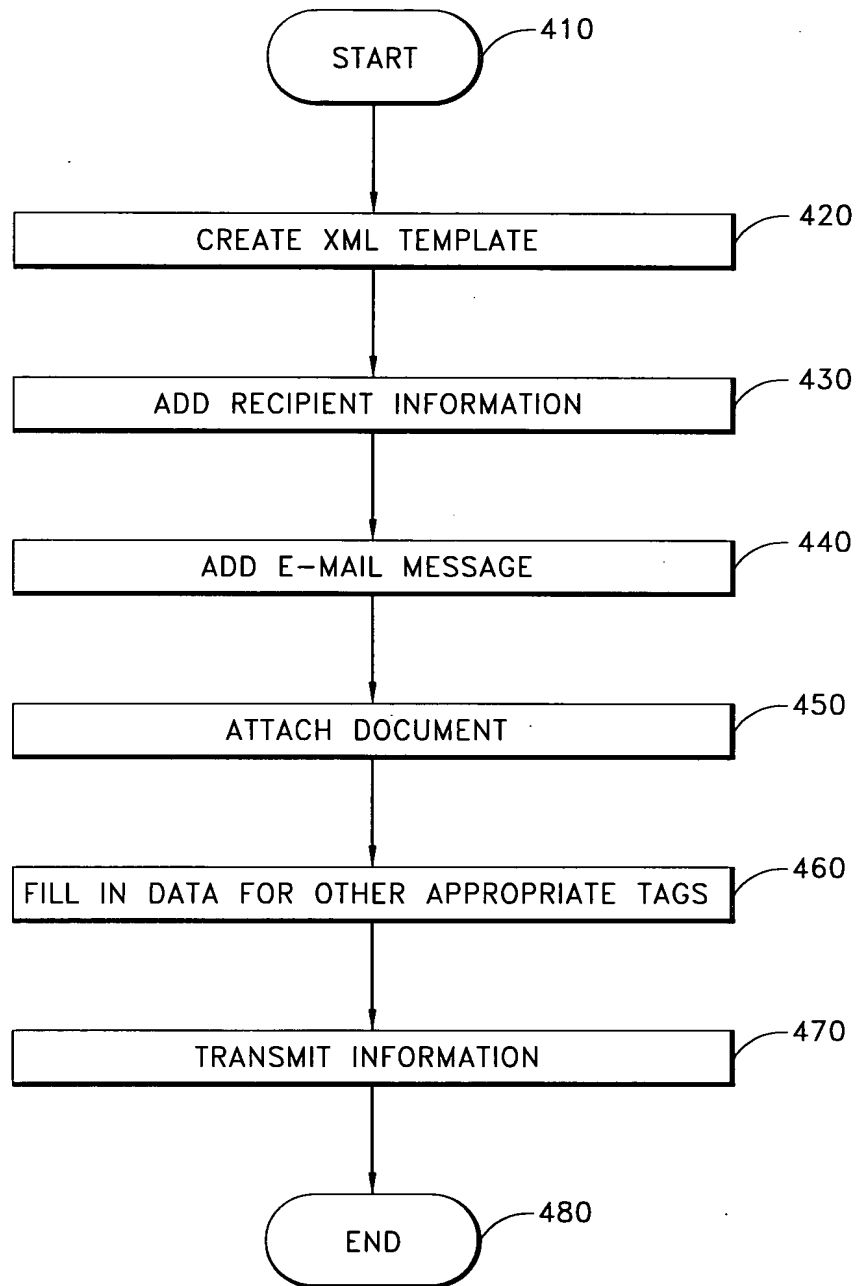 START
410
CREATE XML TEMPLATE
420
ADD RECIPIENT INFORMATION
430
ADD E-MAIL MESSAGE
440
ATTACH DOCUMENT
450
FILL IN DATA FOR OTHER APPROPRIATE TAGS
460
TRANSMIT INFORMATION
470
END
480